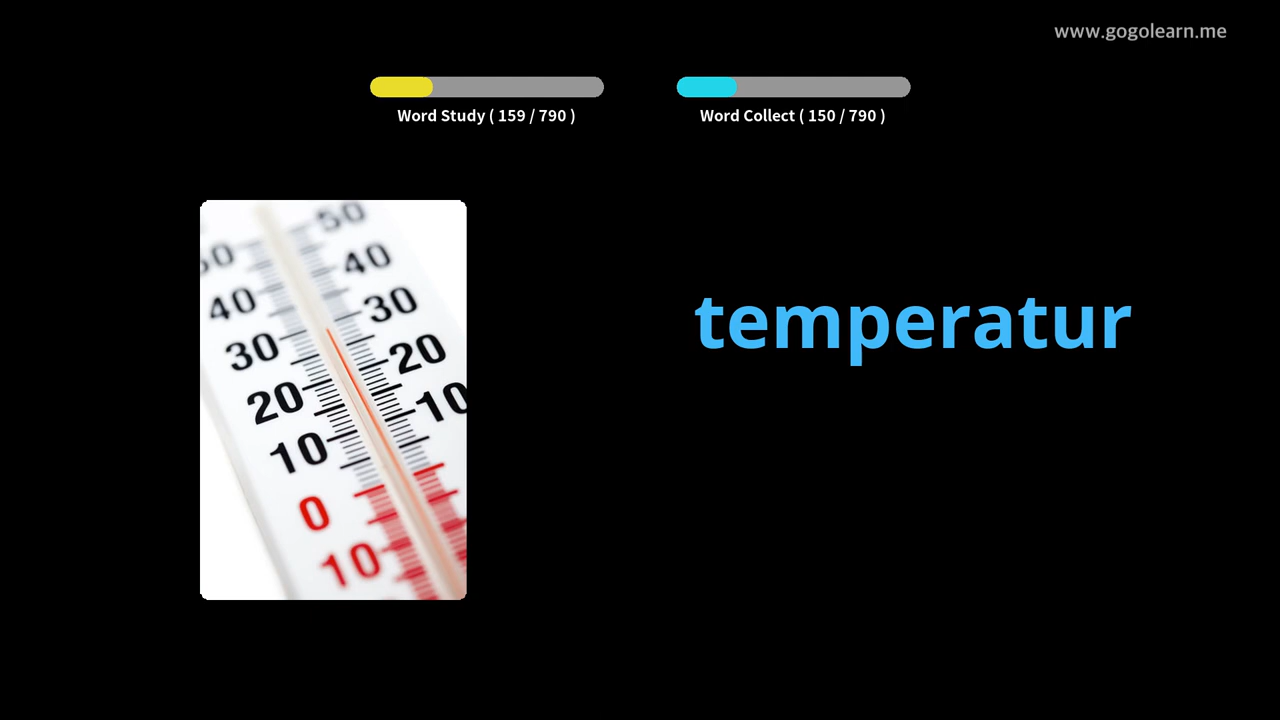 www.gogolearn.me
Word Study ( 159 / 790 )
Word Collect ( 150 / 790 )
temperatur
50
40 40
30 30
20 20
10 10
0
10